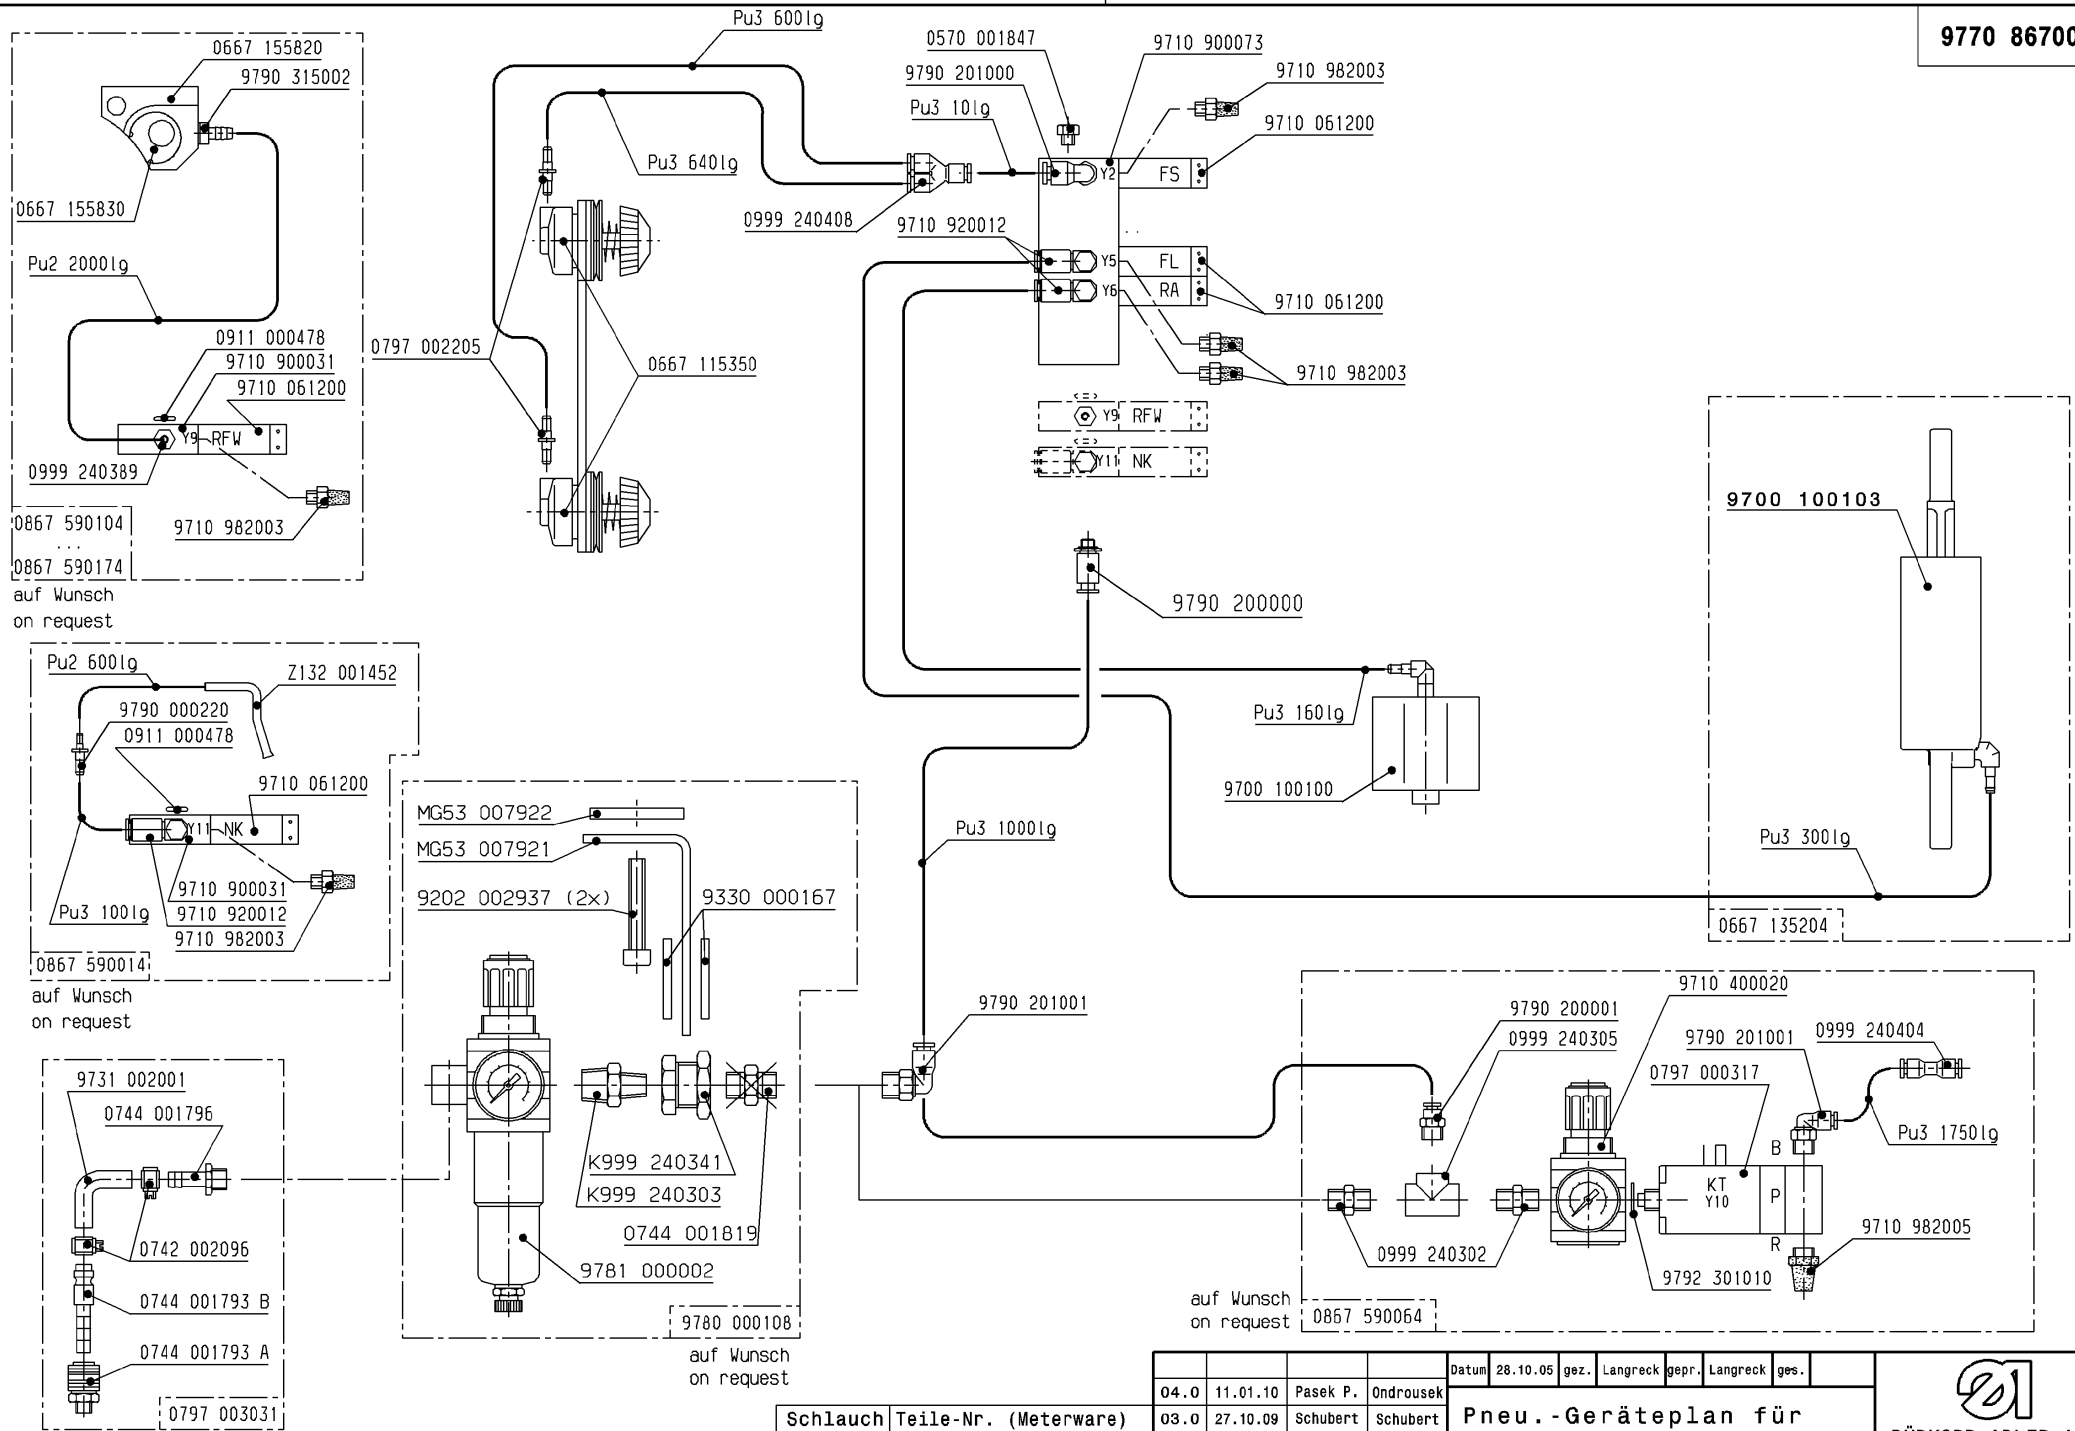 9770 86700
0667 155820
9790 315002
0667 155830
Pu2 2000lg
0911 000478
9710 900031
9710 061200
Y9 RFW
0999 240389
9710 982003
0867 590104
...
0867 590174
auf Wunsch
on request
Pu3 600lg
Pu3 640lg
0797 002205
0667 115350
0999 240408
0570 001847
9790 201000
Pu3 10lg
9710 900073
9710 982003
9710 061200
Y2 FS
9710 920012
Y5 FL
Y6 RA
9710 061200
9710 982003
Y9 RFW
Y11 NK
9790 200000
Pu3 160lg
9700 100100
9700 100103
Pu3 300lg
0667 135204
Pu2 600lg
Z132 001452
9790 000220
0911 000478
9710 061200
Y11 NK
9710 900031
Pu3 100lg
9710 920012
9710 982003
0867 590014
auf Wunsch
on request
MG53 007922
MG53 007921
9202 002937 (2x)
9330 000167
K999 240341
K999 240303
0744 001819
9781 000002
9780 000108
auf Wunsch
on request
Pu3 1000lg
9790 201001
9731 002001
0744 001796
0742 002096
0744 001793 B
0744 001793 A
0797 003031
9710 400020
9790 200001
0999 240305
9790 201001
0999 240404
0797 000317
Pu3 1750lg
B
KT
Y10
P
R
9710 982005
0999 240302
9792 301010
auf Wunsch
on request
0867 590064
Datum 28.10.05 gez. Langreck gepr. Langreck ges.
04.0 11.01.10 Pasek P. Ondrousek
03.0 27.10.09 Schubert Schubert
Schlauch Teile-Nr. (Meterware)
Pneu.-Geräteplan für